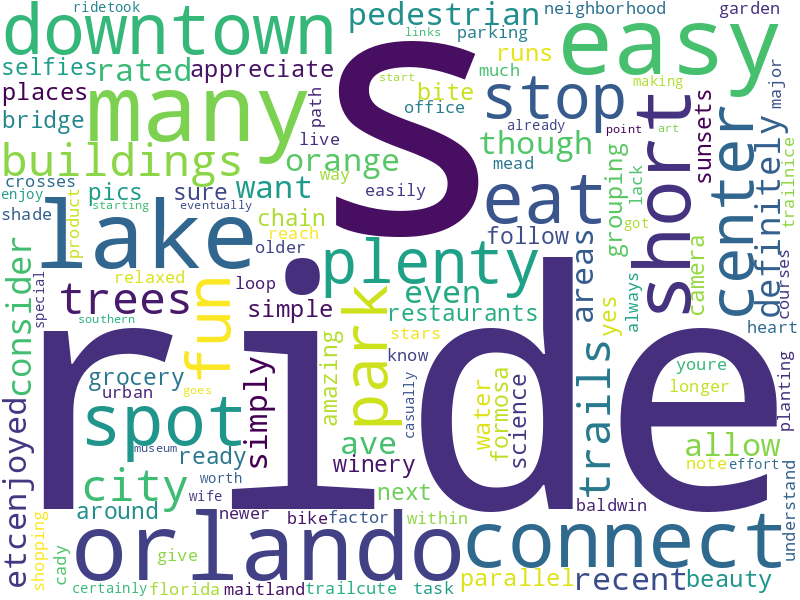 ridetook
downtown
pedestrian
neighborhood
garden
links
parking
easy
selfies
rated
appreciate
s
runs
start
much
making
places
many
bite
major
stop
bridge
path
office
already
point
art
short
center
sunsets
buildings
live
orange
though
mead
grouping
lack
definitely
trailnice
crosses
enjoy
pics
sure
want
way
easily
eat
shade
product
starting
eventually
chain
follow
areas
got
camera
courses
lake
reach
older
plenty
always
consider
special
relaxed
loop
even
yes
heart
trees
simple
restaurants
southern
fun
park
stars
youre
ride
grocery
amazing
know
formosa
trails
longer
planting
urban
goes
simply
casually
water
science
spot
allow
etcenjoyed
museum
ave
ready
winery
note
effort
understand
city
worth
next
wife
newer
within
baldwin
around
bike
factor
orlando
connect
shopping
cady
give
certainly
florida
maitland
trailcute
task
parallel
recent
beauty